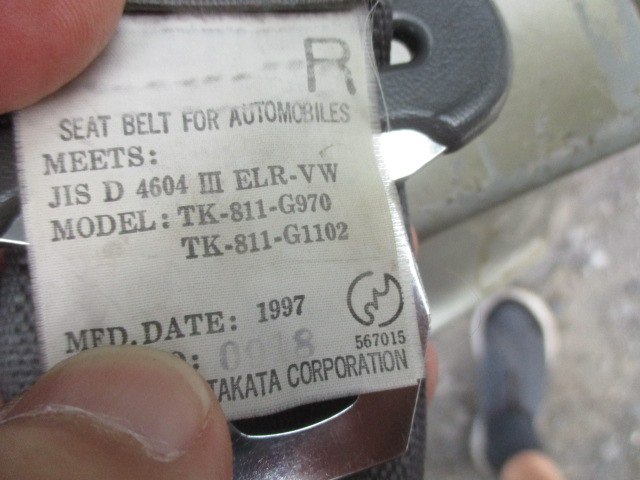 R
SEAT BELT FOR AUTOMOBILES
MEETS:
JIS D 4604 III ELR-VW
MODEL: TK-811-G970
TK-811-G1102
MFD. DATE: 1997
567015
0018
TAKATA CORPORATION